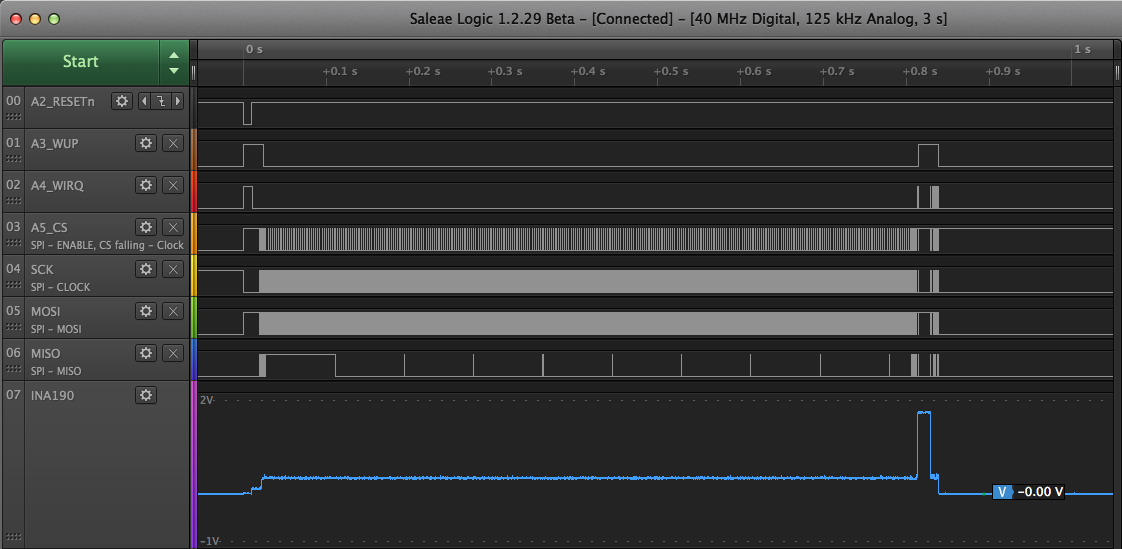 Saleae Logic 1.2.29 Beta - [Connected] - [40 MHz Digital, 125 kHz Analog, 3 s]
Start
0 s
1 s
+0.1 s
+0.2 s
+0.3 s
+0.4 s
+0.5 s
+0.6 s
+0.7 s
+0.8 s
+0.9 s
00 A2_RESETn
01 A3_WUP
02 A4_WIRQ
03 A5_CS
SPI - ENABLE, CS falling - Clock
04 SCK
SPI - CLOCK
05 MOSI
SPI - MOSI
06 MISO
SPI - MISO
07 INA190
2V
V -0.00 V
-1V